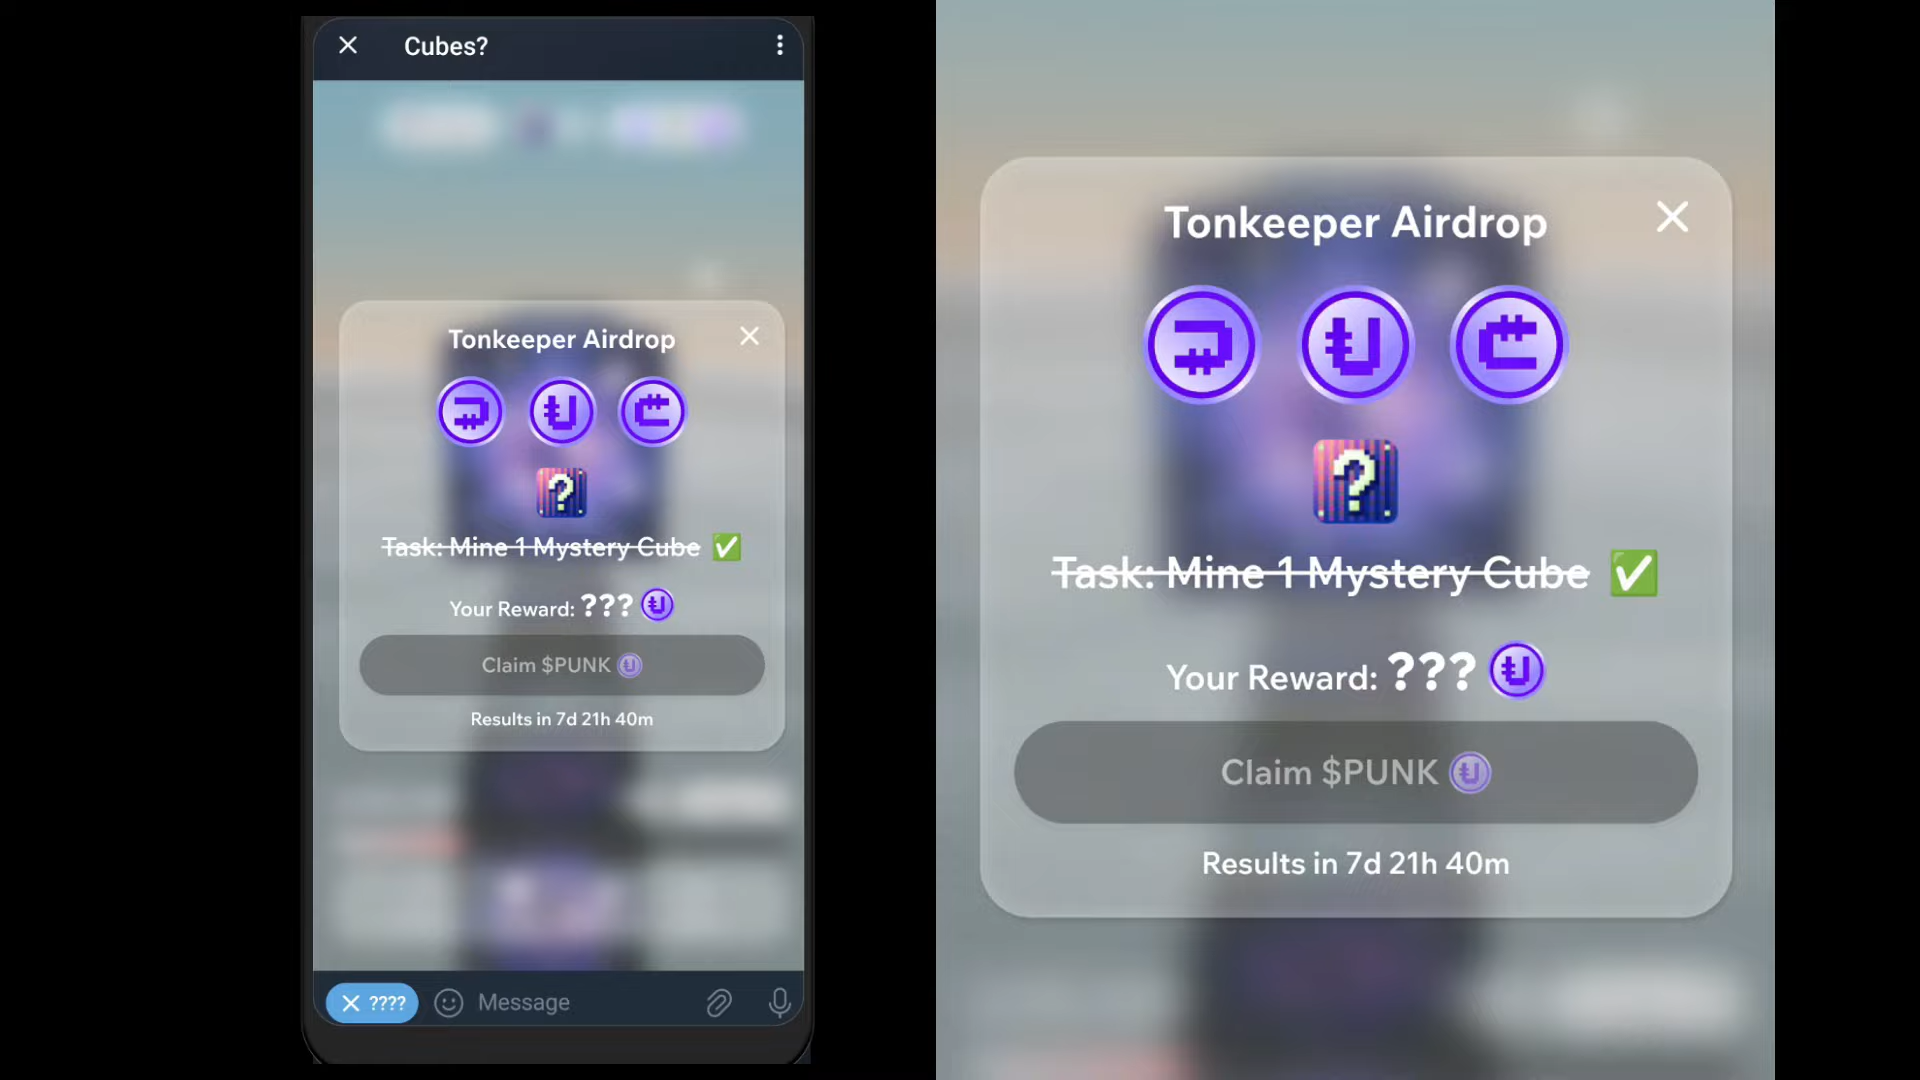 Cubes?
Tonkeeper Airdrop
?
Task: Mine 1 Mystery Cube
Your Reward: ???
Claim $PUNK
Results in 7d 21h 40m
????
Message
Tonkeeper Airdrop
?
Task: Mine 1 Mystery Cube
Your Reward: ???
Claim $PUNK
Results in 7d 21h 40m